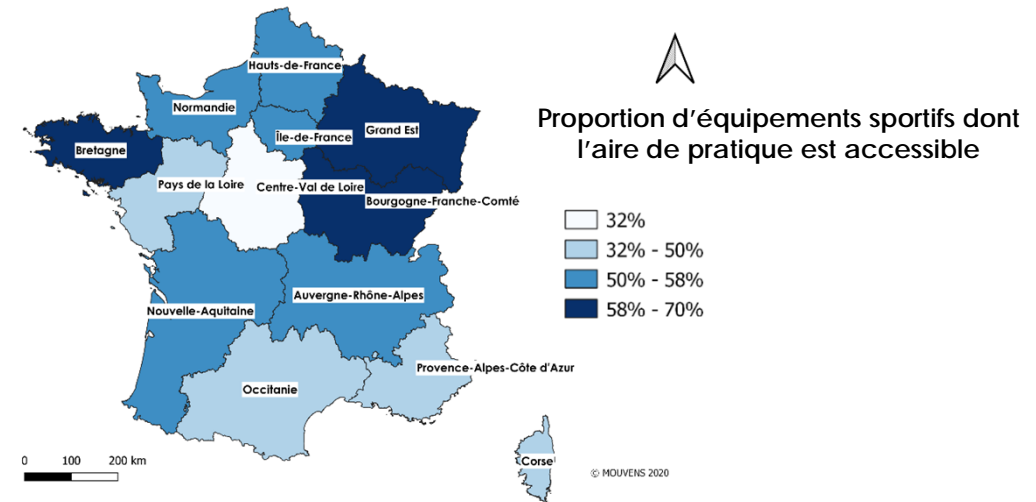 Proportion d'équipements sportifs dont
l'aire de pratique est accessible
32%
32% - 50%
50% - 58%
58% - 70%
Hauts-de-France
Normandie
Île-de-France
Grand Est
Bretagne
Pays de la Loire
Centre-Val de Loire
Bourgogne-Franche-Comté
Auvergne-Rhône-Alpes
Nouvelle-Aquitaine
Provence-Alpes-Côte d'Azur
Occitanie
Corse
0 100 200 km
© MOUVENS 2020